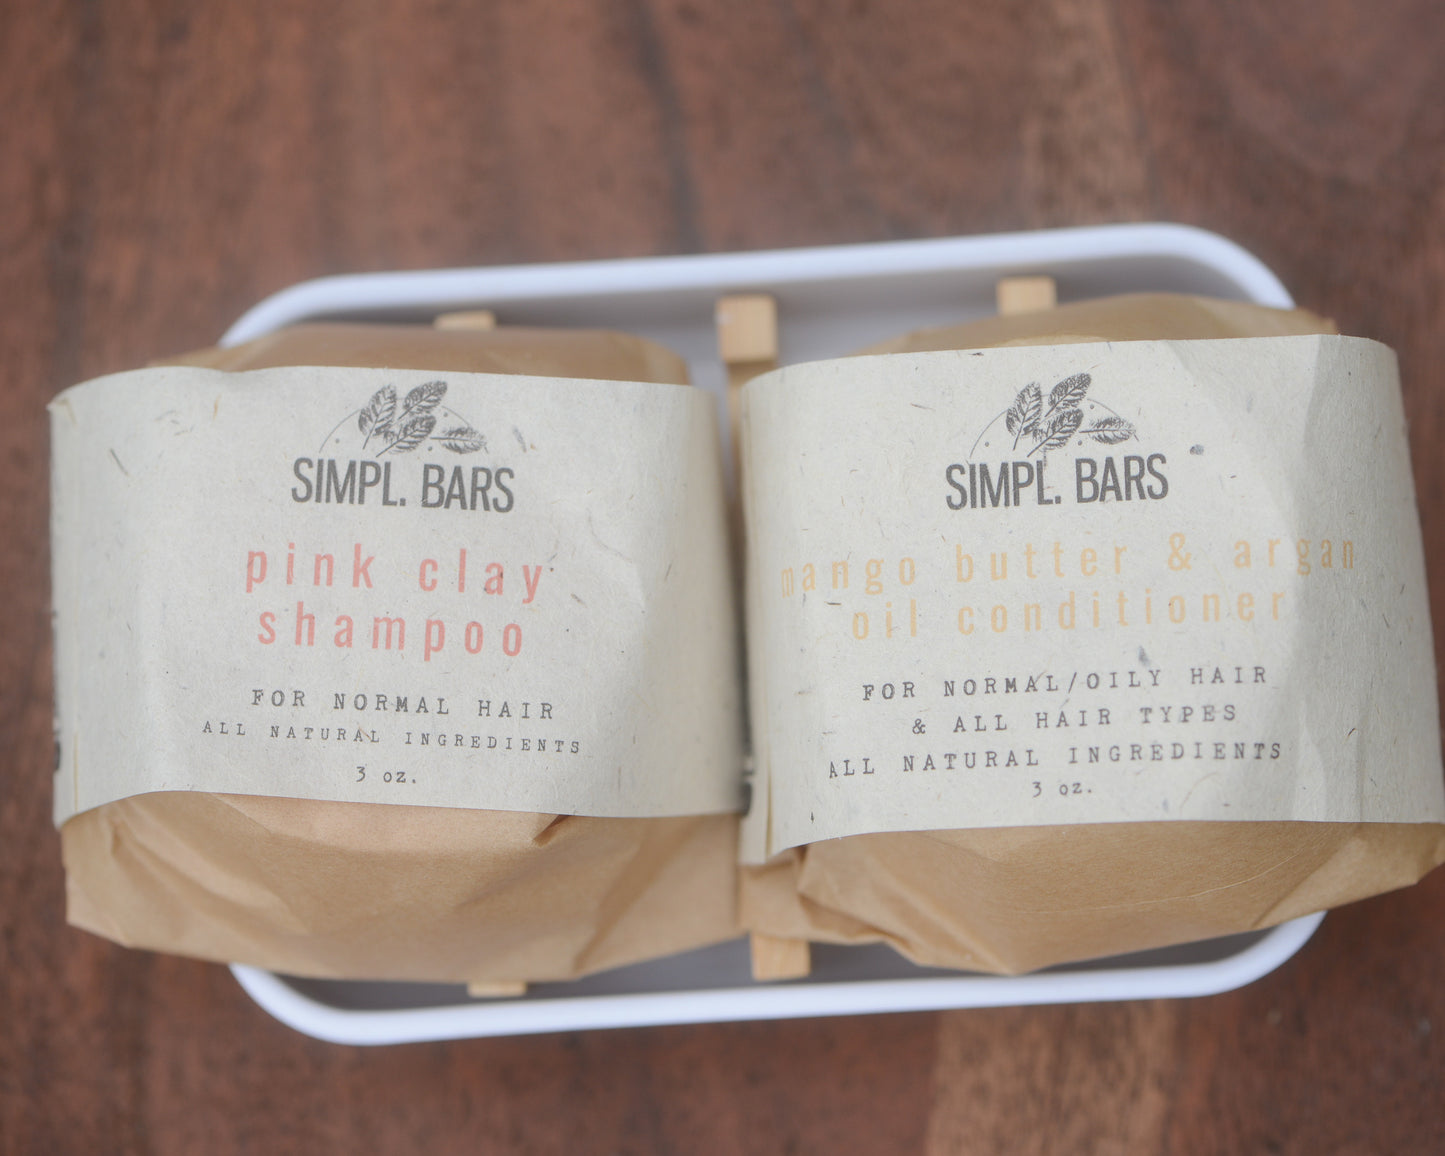 SIMPL. BARS
pink clay
shampoo
FOR NORMAL HAIR
ALL NATURAL INGREDIENTS
3 oz.
SIMPL. BARS
mango butter & argan
oil conditioner
FOR NORMAL/OILY HAIR
& ALL HAIR TYPES
ALL NATURAL INGREDIENTS
3 oz.